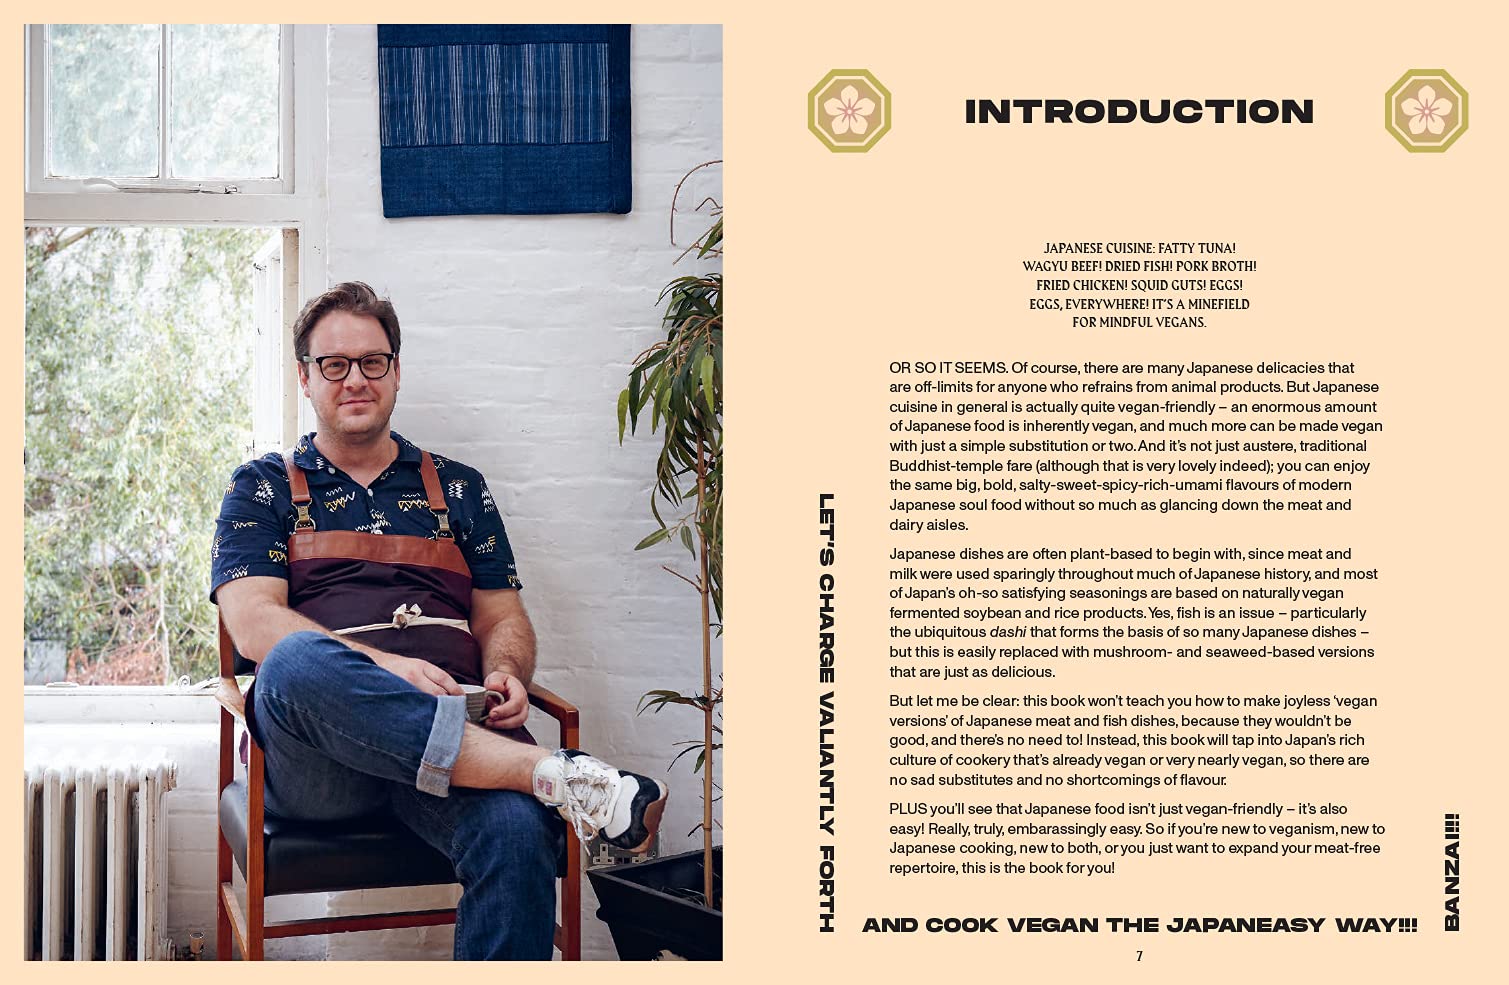 INTRODUCTION
JAPANESE CUISINE: FATTY TUNA!
WAGYU BEEF! DRIED FISH! PORK BROTH!
FRIED CHICKEN! SQUID GUTS! EGGS!
EGGS, EVERYWHERE! IT'S A MINEFIELD
FOR MINDFUL VEGANS.
OR SO IT SEEMS. Of course, there are many Japanese delicacies that
are off-limits for anyone who refrains from animal products. But Japanese
cuisine in general is actually quite vegan-friendly – an enormous amount
of Japanese food is inherently vegan, and much more can be made vegan
with just a simple substitution or two. And it's not just austere, traditional
Buddhist-temple fare (although that is very lovely indeed); you can enjoy
the same big, bold, salty-sweet-spicy-rich-umami flavours of modern
Japanese soul food without so much as glancing down the meat and
dairy aisles.
Japanese dishes are often plant-based to begin with, since meat and
milk were used sparingly throughout much of Japanese history, and most
of Japan's oh-so satisfying seasonings are based on naturally vegan
fermented soybean and rice products. Yes, fish is an issue – particularly
the ubiquitous dashi that forms the basis of so many Japanese dishes –
but this is easily replaced with mushroom- and seaweed-based versions
that are just as delicious.
But let me be clear: this book won't teach you how to make joyless 'vegan
versions' of Japanese meat and fish dishes, because they wouldn't be
good, and there's no need to! Instead, this book will tap into Japan's rich
culture of cookery that's already vegan or very nearly vegan, so there are
no sad substitutes and no shortcomings of flavour.
PLUS you'll see that Japanese food isn't just vegan-friendly – it's also
easy! Really, truly, embarassingly easy. So if you're new to veganism, new to
Japanese cooking, new to both, or you just want to expand your meat-free
repertoire, this is the book for you!
LET'S CHARGE VALIANTLY FORTH
AND COOK VEGAN THE JAPANEASY WAY!!!
BANZAI!!!
7